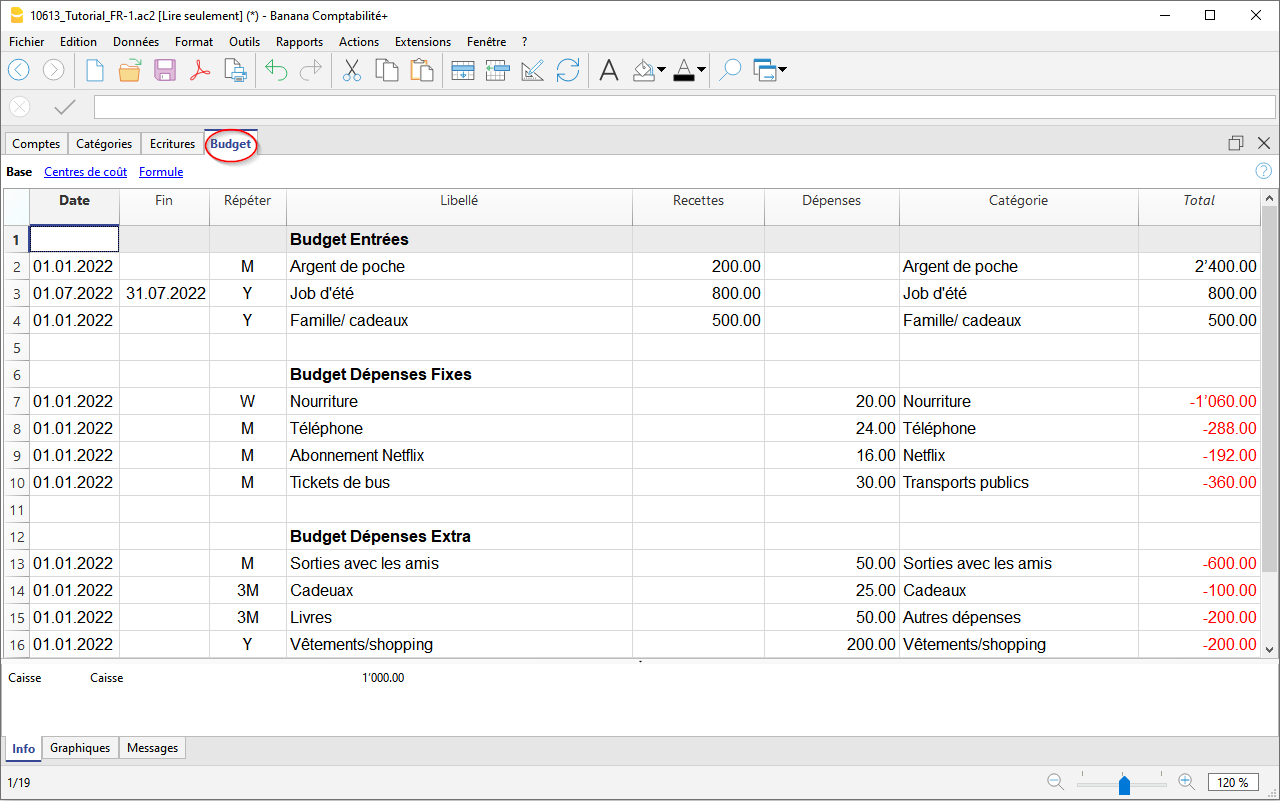 10613_Tutorial_FR-1.ac2 [Lire seulement] (*) - Banana Comptabilité+
Fichier Edition Données Format Outils Rapports Actions Extensions Fenêtre ?
Comptes Catégories Ecritures Budget
Base Centres de coût Formule
Date Fin Répéter Libellé Recettes Dépenses Catégorie Total
1 Budget Entrées
2 01.01.2022 M Argent de poche 200.00 Argent de poche 2’400.00
3 01.07.2022 31.07.2022 Y Job d'été 800.00 Job d'été 800.00
4 01.01.2022 Y Famille/ cadeaux 500.00 Famille/ cadeaux 500.00
5
6 Budget Dépenses Fixes
7 01.01.2022 W Nourriture 20.00 Nourriture -1’060.00
8 01.01.2022 M Téléphone 24.00 Téléphone -288.00
9 01.01.2022 M Abonnement Netflix 16.00 Netflix -192.00
10 01.01.2022 M Tickets de bus 30.00 Transports publics -360.00
11
12 Budget Dépenses Extra
13 01.01.2022 M Sorties avec les amis 50.00 Sorties avec les amis -600.00
14 01.01.2022 3M Cadeuax 25.00 Cadeaux -100.00
15 01.01.2022 3M Livres 50.00 Autres dépenses -200.00
16 01.01.2022 Y Vêtements/shopping 200.00 Vêtements/shopping -200.00
Caisse Caisse 1’000.00
Info Graphiques Messages
1/19 120 %